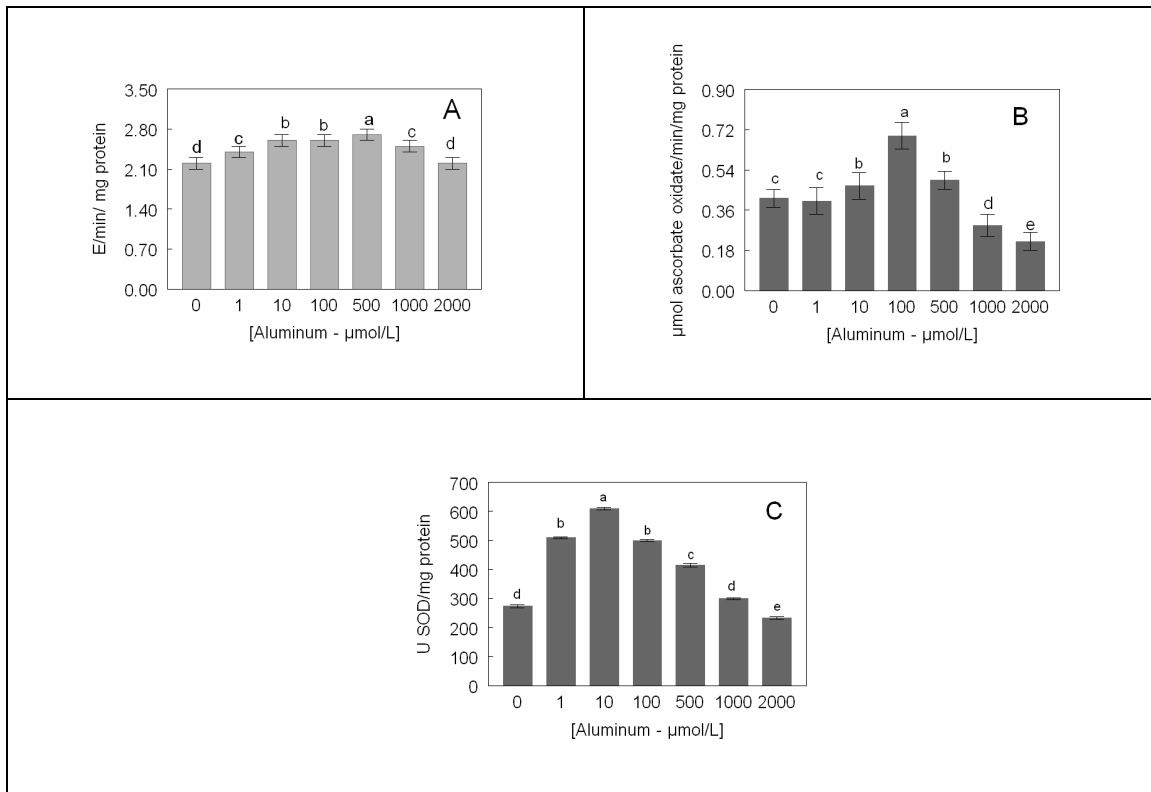 A
E/min/ mg protein
3.50
2.80
2.10
1.40
0.70
0.00
d c b b a c d
0 1 10 100 500 1000 2000
[Aluminum - µmol/L]
B
µmol ascorbate oxidate/min/mg protein
0.90
0.72
0.54
0.36
0.18
0.00
c c b a b d e
0 1 10 100 500 1000 2000
[Aluminum - µmol/L]
C
U SOD/mg protein
700
600
500
400
300
200
100
0
d b a b c d e
0 1 10 100 500 1000 2000
[Aluminum - µmol/L]